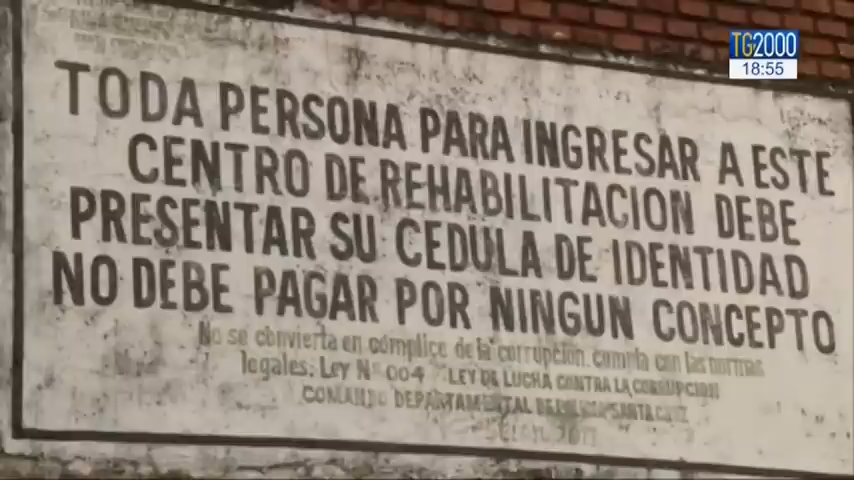 TG2000
18:55
TODA PERSONA PARA INGRESAR A ESTE
CENTRO DE REHABILITACION DEBE
PRESENTAR SU CEDULA DE IDENTIDAD
NO DEBE PAGAR POR NINGUN CONCEPTO
No se convierta en cómplice de la corrupción, cumpla con las normas
legales: Ley Nº 004 LEY DE LUCHA CONTRA LA CORRUPCION
COMANDO DEPARTAMENTAL DE SANTA CRUZ